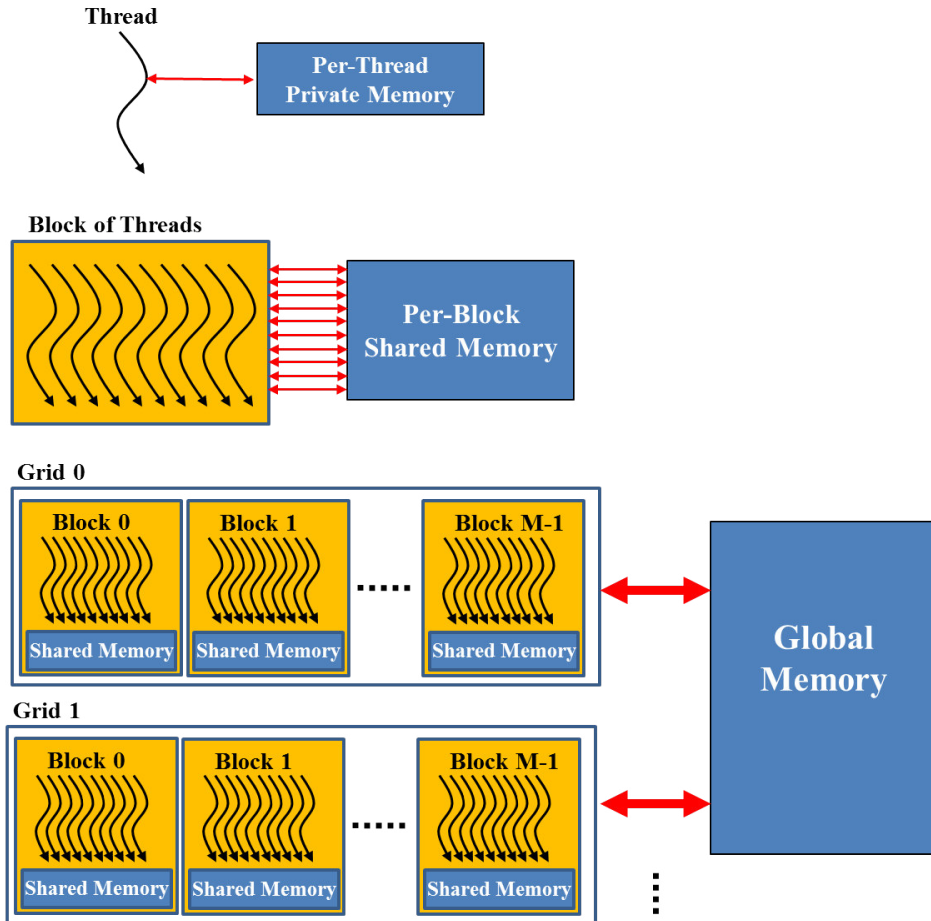 Thread
Per-Thread
Private Memory
Block of Threads
Per-Block
Shared Memory
Grid 0
Block 0
Block 1
Block M-1
Shared Memory
Shared Memory
Shared Memory
Global
Memory
Grid 1
Block 0
Block 1
Block M-1
Shared Memory
Shared Memory
Shared Memory